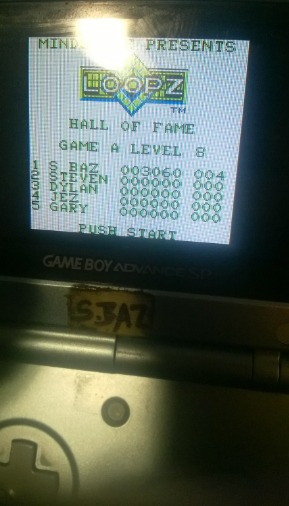 PRESENTS
LOOPZ
TM
HALL OF FAME
GAME A LEVEL 8
1 S BAZ 003060 004
2 STEVEN 000000 000
3 DYLAN 000000 000
4 JEZ 000000 000
5 GARY 000000 000
PUSH START
GAME BOY ADVANCE SP
S.BAZ